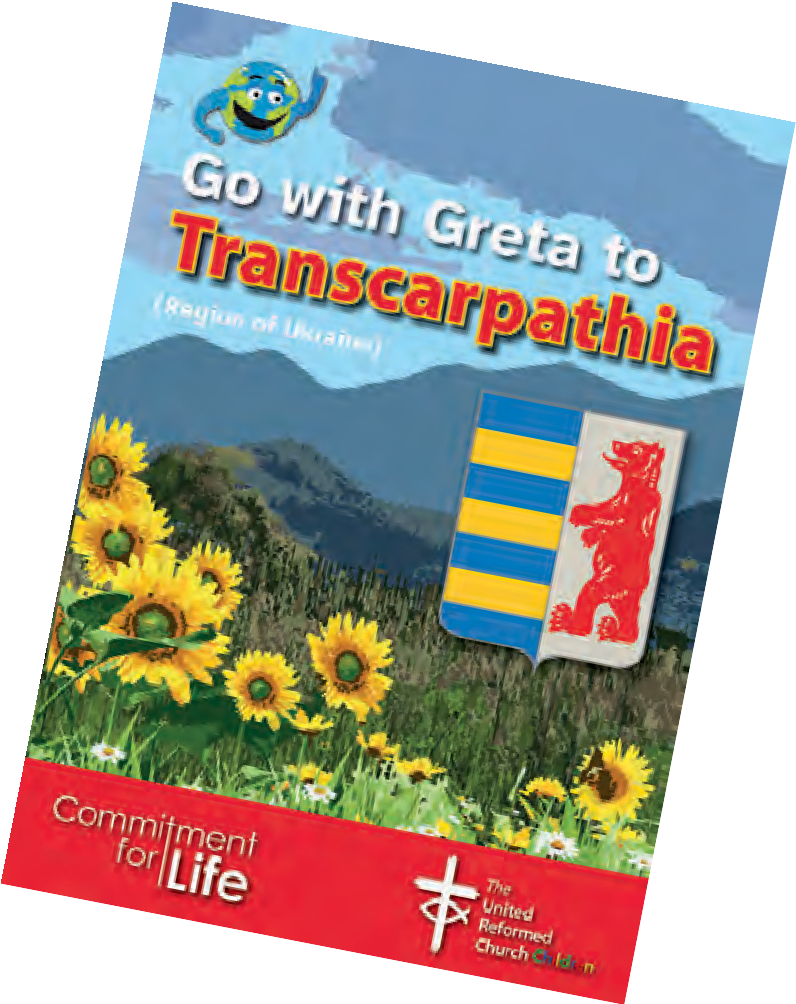 Go with Greta to
Transcarpathia
(Region of Ukraine)
Commitment
for Life
The
United
Reformed
Church Children